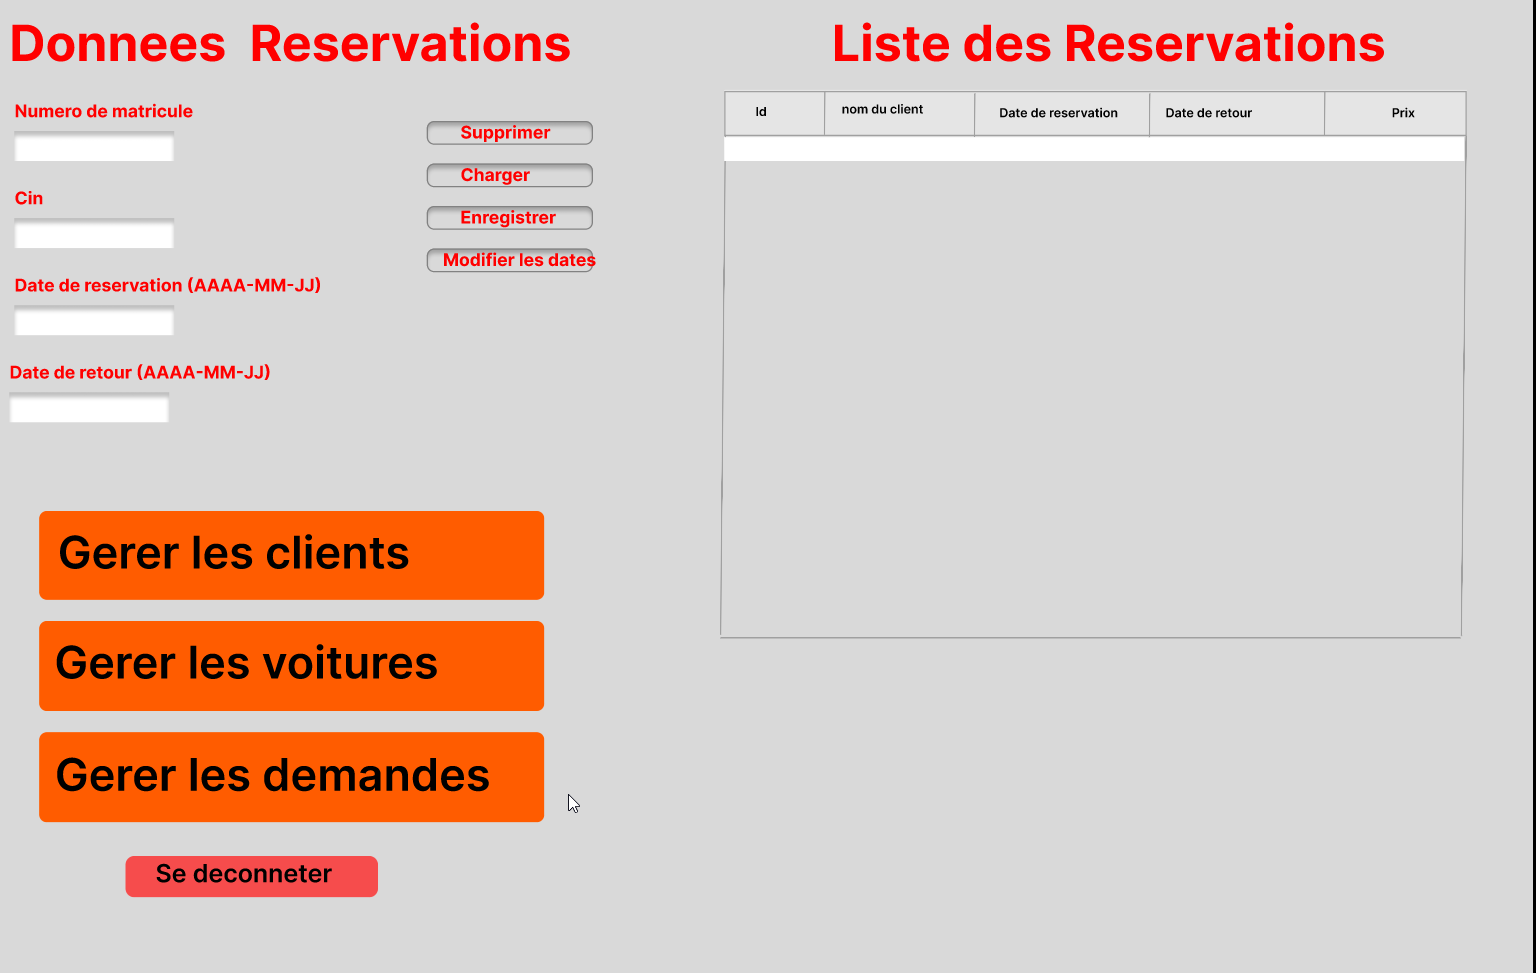 Donnees Reservations
Numero de matricule
Cin
Date de reservation (AAAA-MM-JJ)
Date de retour (AAAA-MM-JJ)
Supprimer
Charger
Enregistrer
Modifier les dates
Gerer les clients
Gerer les voitures
Gerer les demandes
Se deconneter
Liste des Reservations
Id nom du client Date de reservation Date de retour Prix